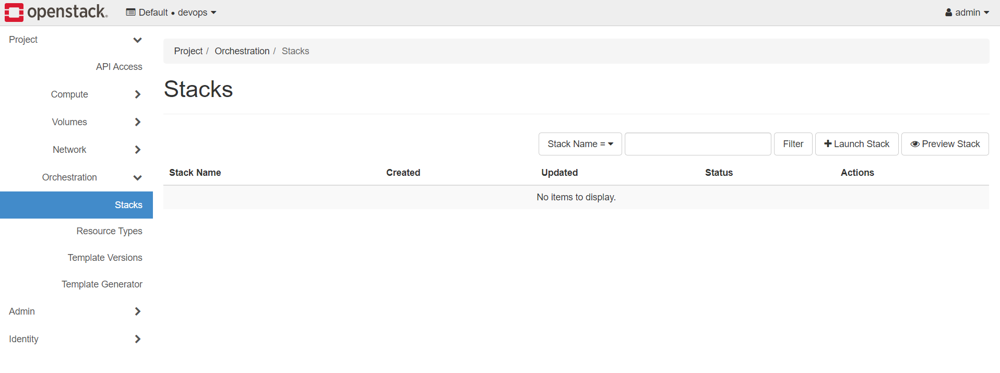 openstack. Default • devops admin
Project
API Access
Compute
Volumes
Network
Orchestration
Stacks
Resource Types
Template Versions
Template Generator
Admin
Identity
Project / Orchestration / Stacks
Stacks
Stack Name = Filter Launch Stack Preview Stack
Stack Name Created Updated Status Actions
No items to display.